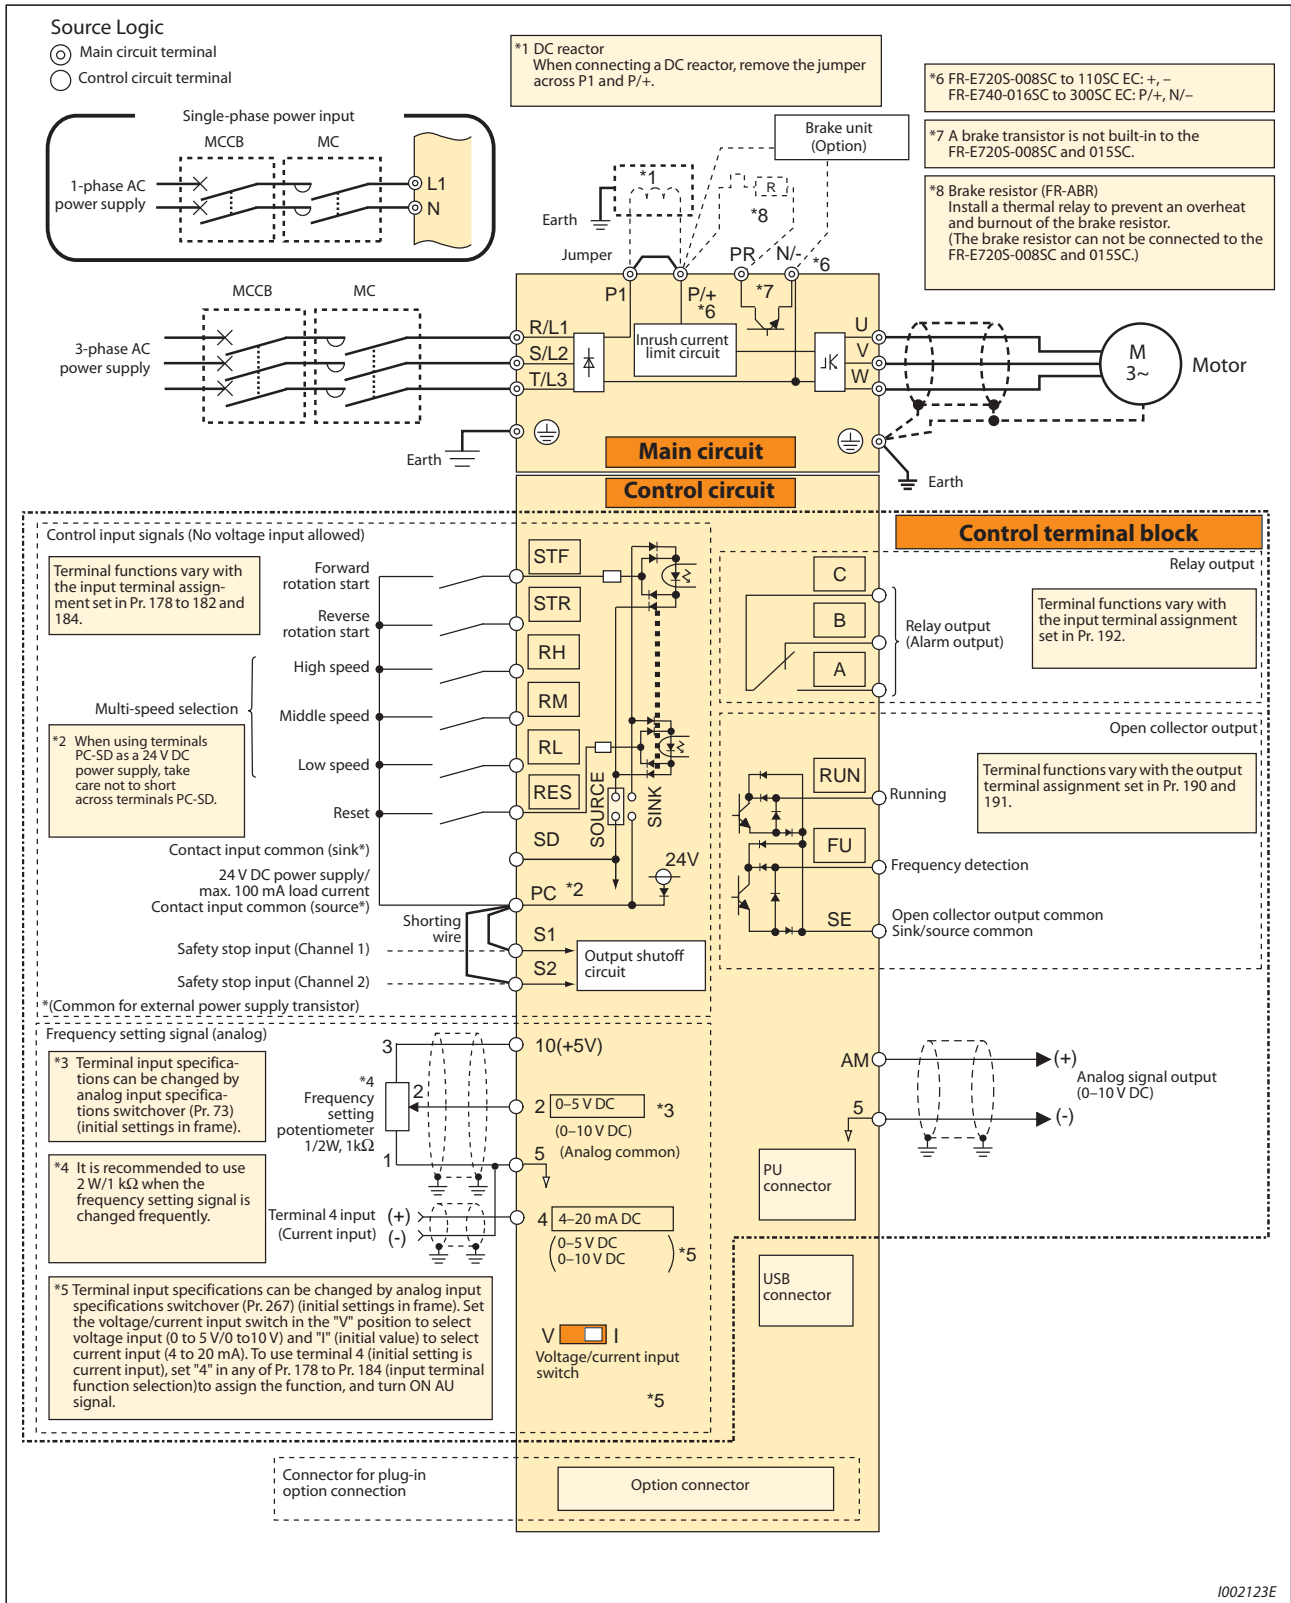 Source Logic
Main circuit terminal
Control circuit terminal
*1 DC reactor
When connecting a DC reactor, remove the jumper
across P1 and P/+.
*6 FR-E720S-008SC to 110SC EC: +, –
FR-E740-016SC to 300SC EC: P/+, N/–
*7 A brake transistor is not built-in to the
FR-E720S-008SC and 015SC.
*8 Brake resistor (FR-ABR)
Install a thermal relay to prevent an overheat
and burnout of the brake resistor.
(The brake resistor can not be connected to the
FR-E720S-008SC and 015SC.)
Single-phase power input
MCCB
MC
1-phase AC
power supply
L1
N
Brake unit
(Option)
*1
R
*8
Earth
Jumper
PR
N/-
*6
P1
P/+
*6
*7
MCCB
MC
3-phase AC
power supply
R/L1
S/L2
T/L3
Inrush current
limit circuit
U
V
W
M
3~
Motor
Earth
Main circuit
Earth
Control circuit
Control terminal block
Control input signals (No voltage input allowed)
Terminal functions vary with
the input terminal assign-
ment set in Pr. 178 to 182 and
184.
Forward
rotation start
Reverse
rotation start
High speed
Multi-speed selection
Middle speed
Low speed
Reset
*2 When using terminals
PC-SD as a 24 V DC
power supply, take
care not to short
across terminals PC-SD.
STF
STR
RH
RM
RL
RES
SOURCE
SINK
SD
24V
PC
*2
Contact input common (sink*)
24 V DC power supply/
max. 100 mA load current
Contact input common (source*)
Shorting
wire
Safety stop input (Channel 1)
S1
Safety stop input (Channel 2)
S2
Output shutoff
circuit
*(Common for external power supply transistor)
Relay output
C
B
A
Relay output
(Alarm output)
Terminal functions vary with
the input terminal assignment
set in Pr. 192.
Open collector output
RUN
Running
Terminal functions vary with the output
terminal assignment set in Pr. 190 and
191.
FU
Frequency detection
SE
Open collector output common
Sink/source common
Frequency setting signal (analog)
*3 Terminal input specifica-
tions can be changed by
analog input specifica-
tions switchover (Pr. 73)
(initial settings in frame).
*4 It is recommended to use
2 W/1 kΩ when the
frequency setting signal is
changed frequently.
*4
Frequency
setting
potentiometer
1/2W, 1kΩ
3
2
1
10(+5V)
2
0–5 V DC
*3
(0–10 V DC)
5
(Analog common)
Terminal 4 input
(Current input)
(+)
(-)
4
4–20 mA DC
(0–5 V DC
0–10 V DC)
*5
AM
(+)
Analog signal output
(0–10 V DC)
5
(-)
PU
connector
USB
connector
*5 Terminal input specifications can be changed by analog input
specifications switchover (Pr. 267) (initial settings in frame). Set
the voltage/current input switch in the "V" position to select
voltage input (0 to 5 V/0 to10 V) and "I" (initial value) to select
current input (4 to 20 mA). To use terminal 4 (initial setting is
current input), set "4" in any of Pr. 178 to Pr. 184 (input terminal
function selection)to assign the function, and turn ON AU
signal.
V
I
Voltage/current input
switch
*5
Connector for plug-in
option connection
Option connector
I002123E